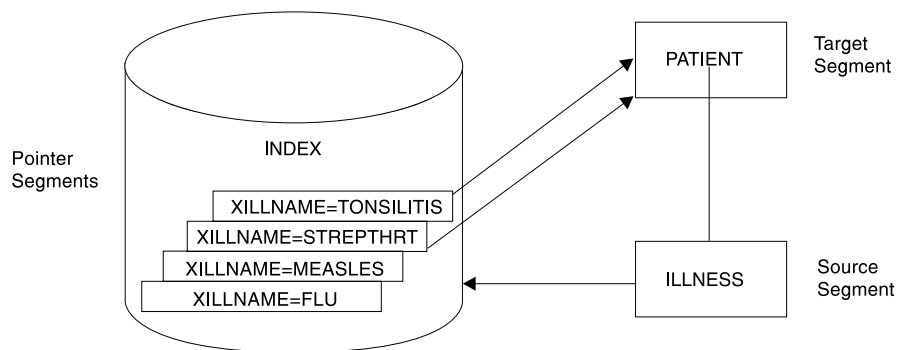 Pointer
Segments
INDEX
XILLNAME=TONSILITIS
XILLNAME=STREPTHRT
XILLNAME=MEASLES
XILLNAME=FLU
PATIENT
Target
Segment
ILLNESS
Source
Segment